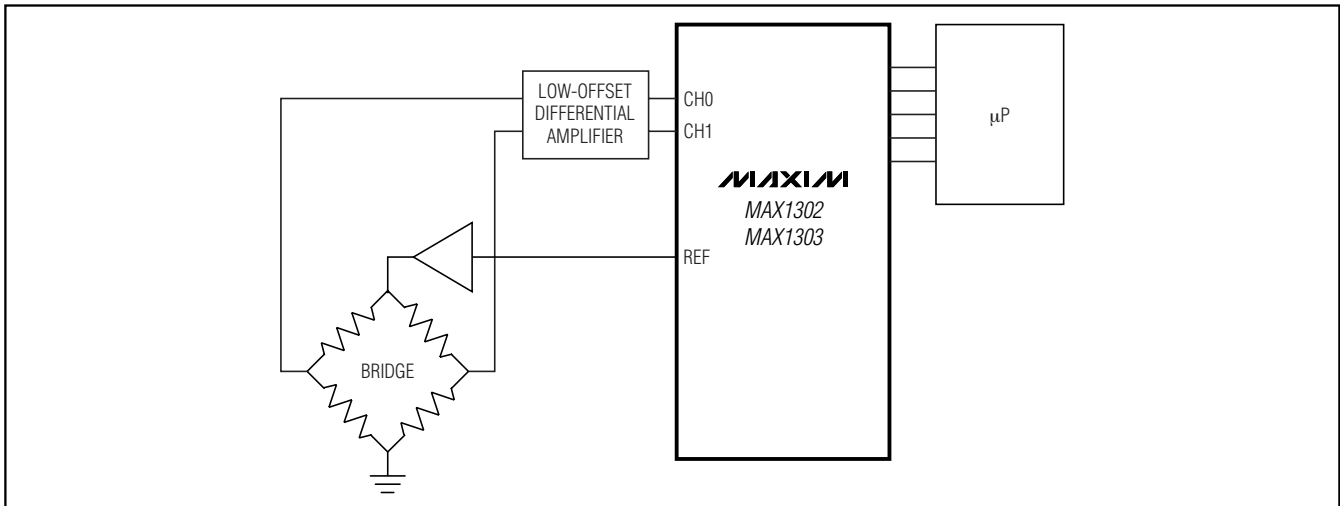 LOW-OFFSET
DIFFERENTIAL
AMPLIFIER
CH0
CH1
μP
MAXIM
MAX1302
MAX1303
REF
BRIDGE